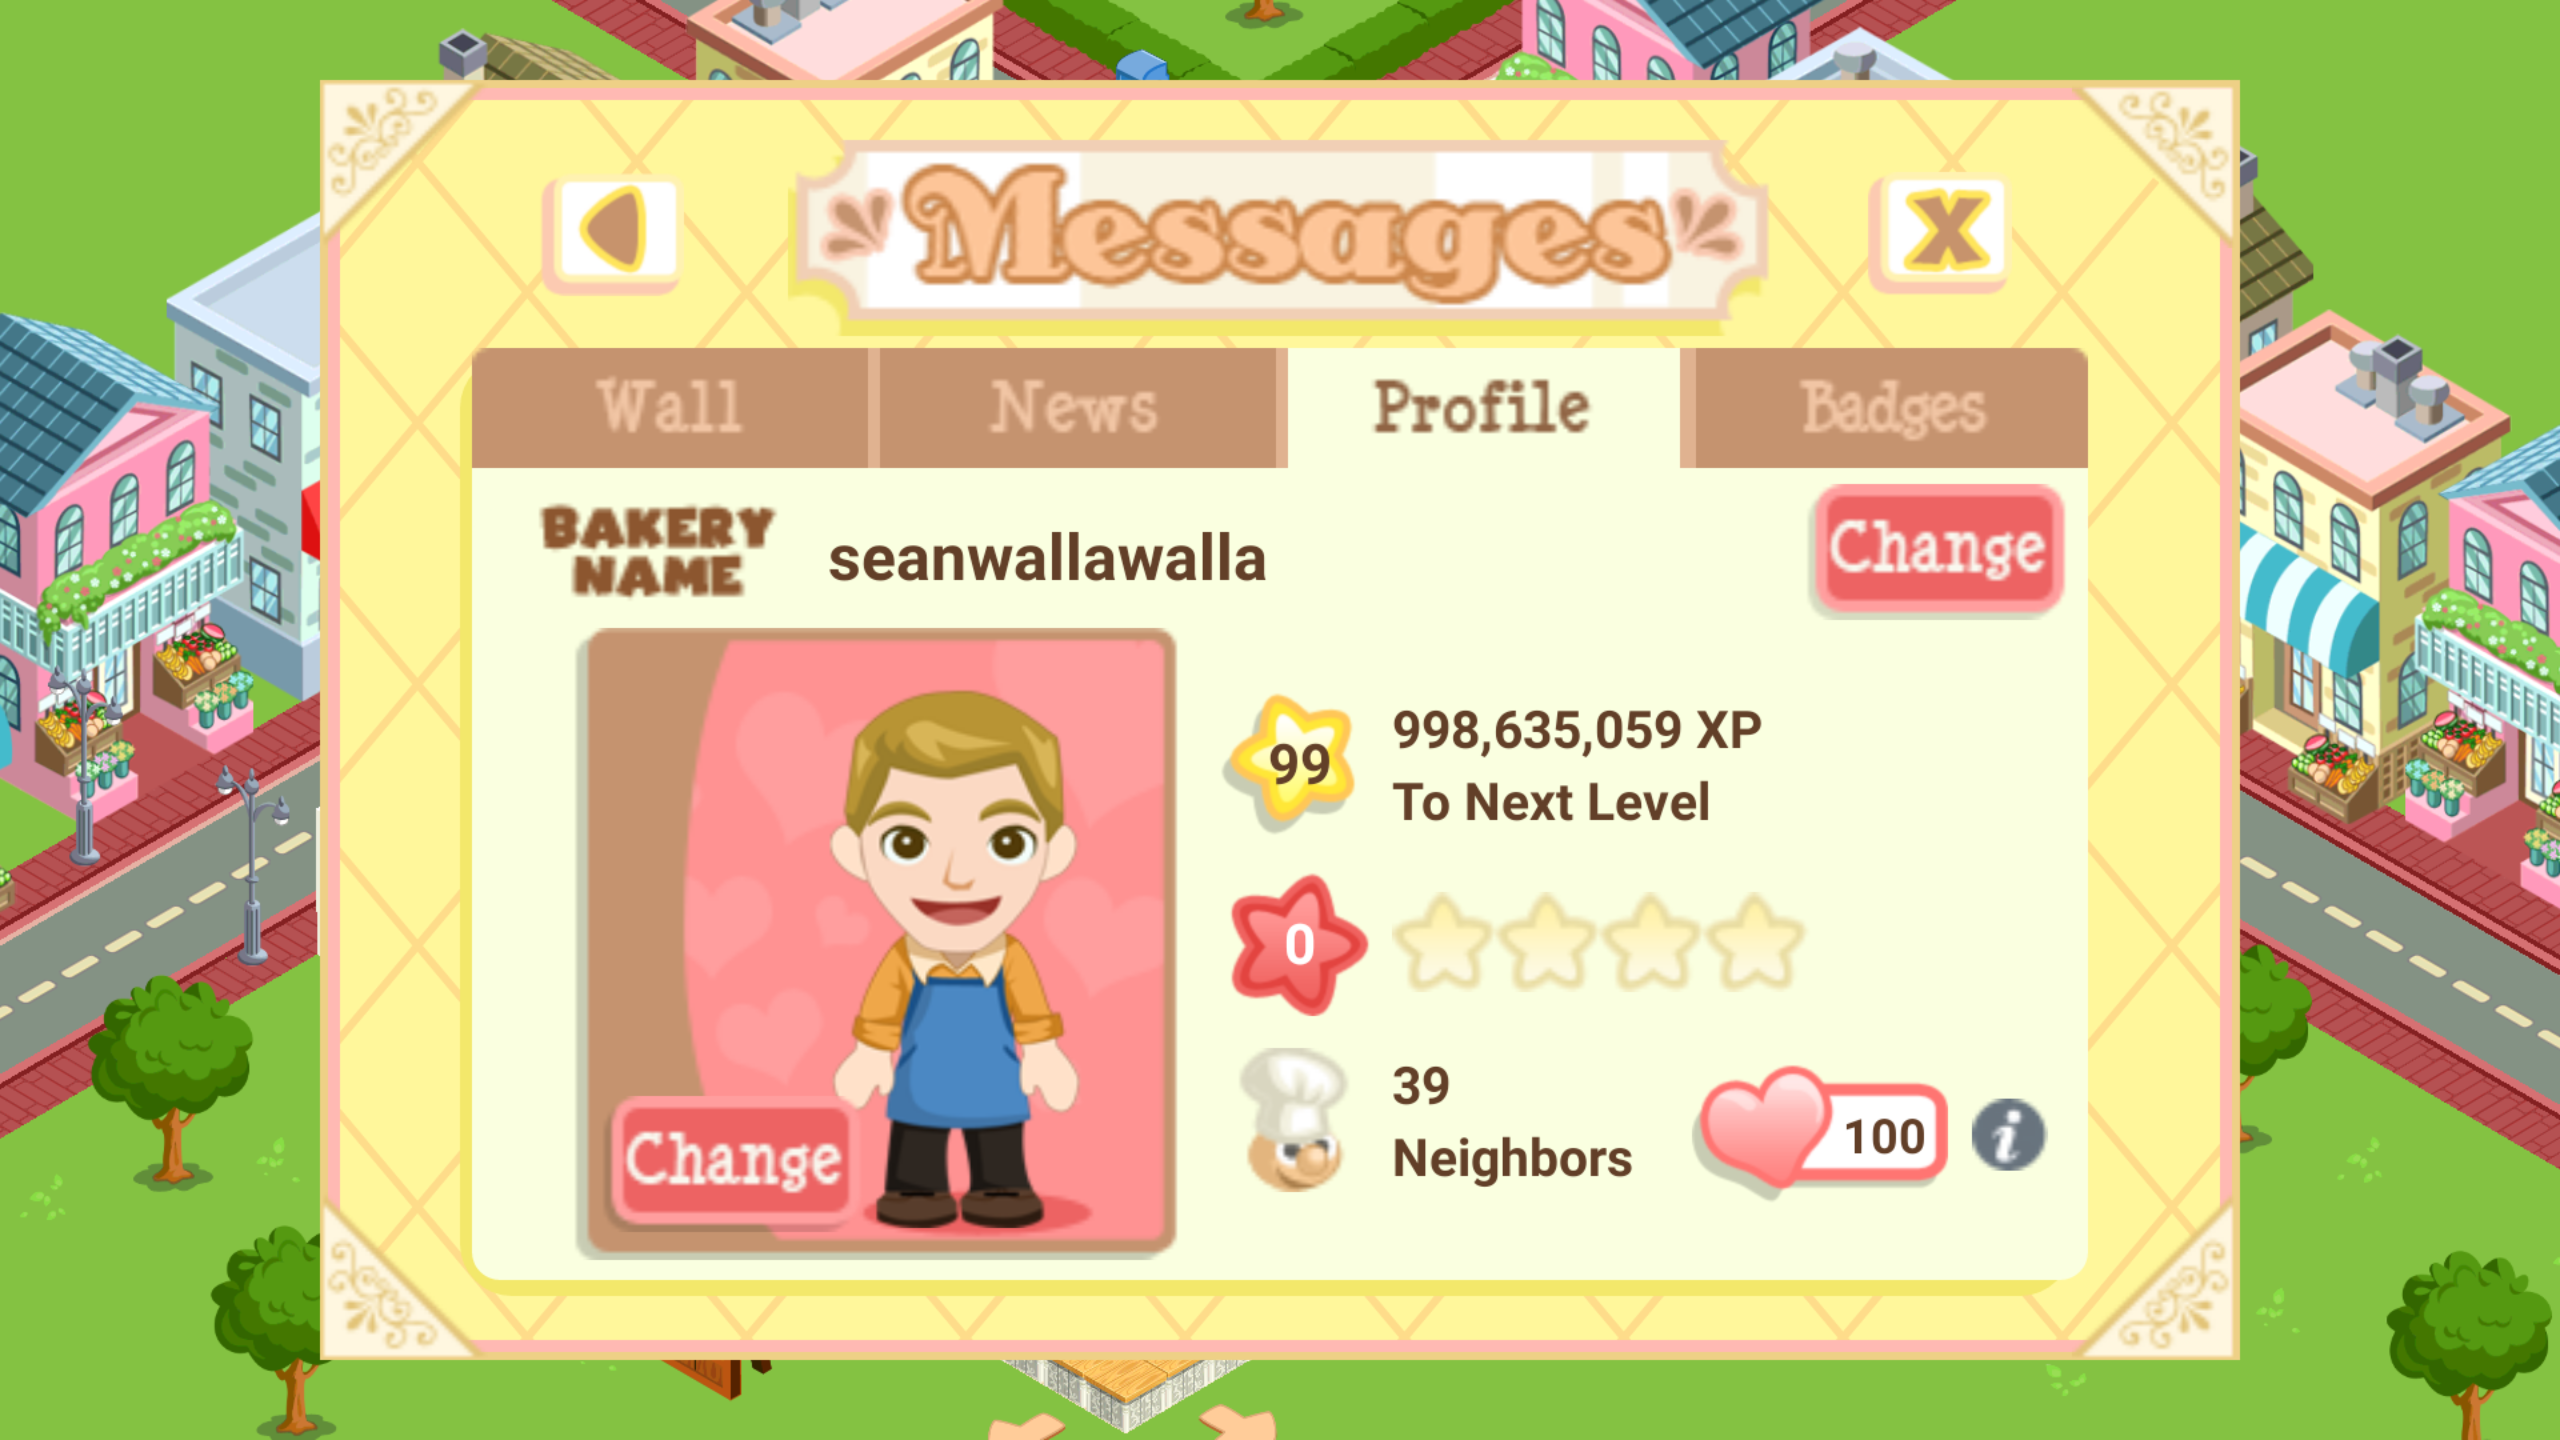 Messages
X
Wall
News
Profile
Badges
BAKERY
NAME
seanwallawalla
Change
99
998,635,059 XP
To Next Level
0
39
Neighbors
100
i
Change